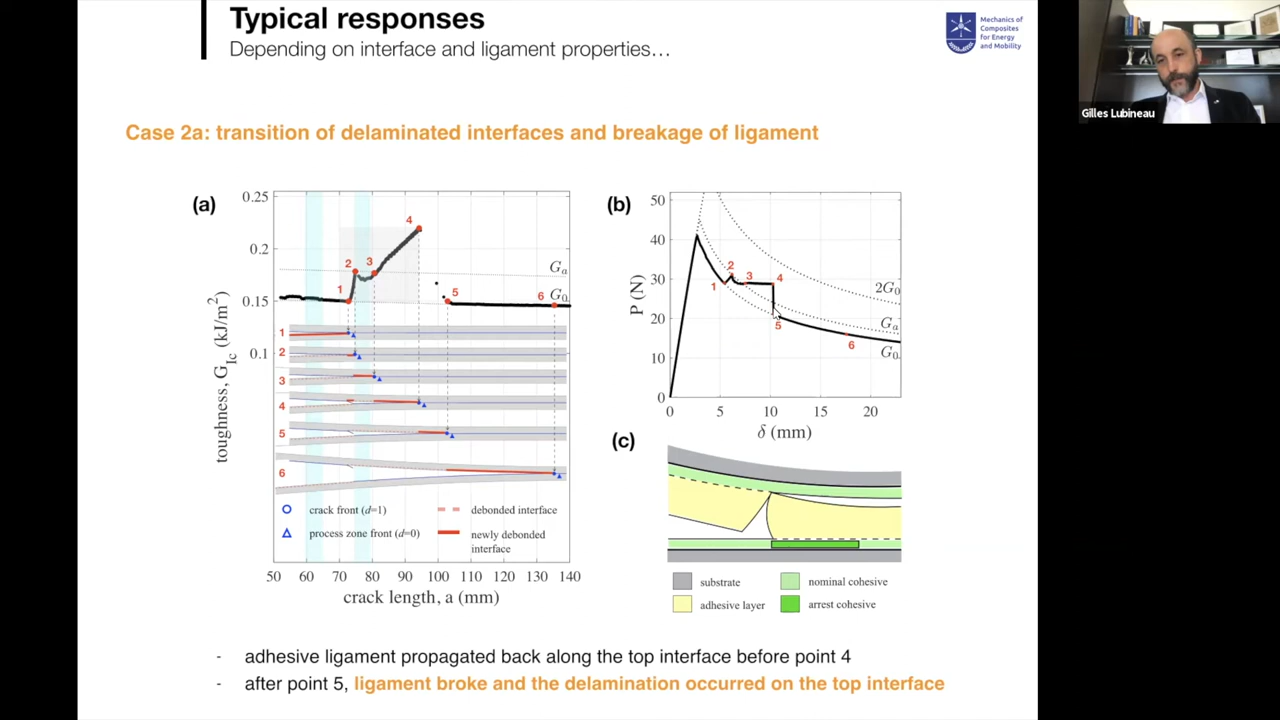 Typical responses
Depending on interface and ligament properties…
Mechanics of
Composites
for Energy
and Mobility
Gilles Lubineau
Case 2a: transition of delaminated interfaces and breakage of ligament
(a)
0.25
0.2
0.15
0.1
toughness, G_Ic (kJ/m²)
1
2
3
4
5
6
G_a
G_0
1
2
3
4
5
6
crack front (d=1)
process zone front (d=0)
debonded interface
newly debonded
interface
50 60 70 80 90 100 110 120 130 140
crack length, a (mm)
(b)
50
40
30
20
10
0
P (N)
1
2
3
4
5
6
2G_0
G_a
G_0
0 5 10 15 20
δ (mm)
(c)
substrate
nominal cohesive
adhesive layer
arrest cohesive
- adhesive ligament propagated back along the top interface before point 4
- after point 5, ligament broke and the delamination occurred on the top interface